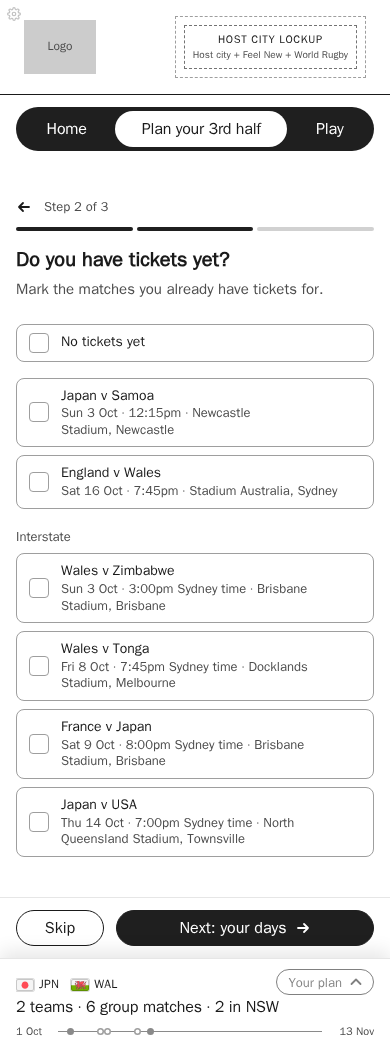 Logo
HOST CITY LOCKUP
Host city + Feel New + World Rugby
Home
Plan your 3rd half
Play
Step 2 of 3
Do you have tickets yet?
Mark the matches you already have tickets for.
No tickets yet
Japan v Samoa
Sun 3 Oct · 12:15pm · Newcastle
Stadium, Newcastle
England v Wales
Sat 16 Oct · 7:45pm · Stadium Australia, Sydney
Interstate
Wales v Zimbabwe
Sun 3 Oct · 3:00pm Sydney time · Brisbane
Stadium, Brisbane
Wales v Tonga
Fri 8 Oct · 7:45pm Sydney time · Docklands
Stadium, Melbourne
France v Japan
Sat 9 Oct · 8:00pm Sydney time · Brisbane
Stadium, Brisbane
Japan v USA
Thu 14 Oct · 7:00pm Sydney time · North
Queensland Stadium, Townsville
Skip
Next: your days
JPN
WAL
Your plan
2 teams · 6 group matches · 2 in NSW
1 Oct
13 Nov